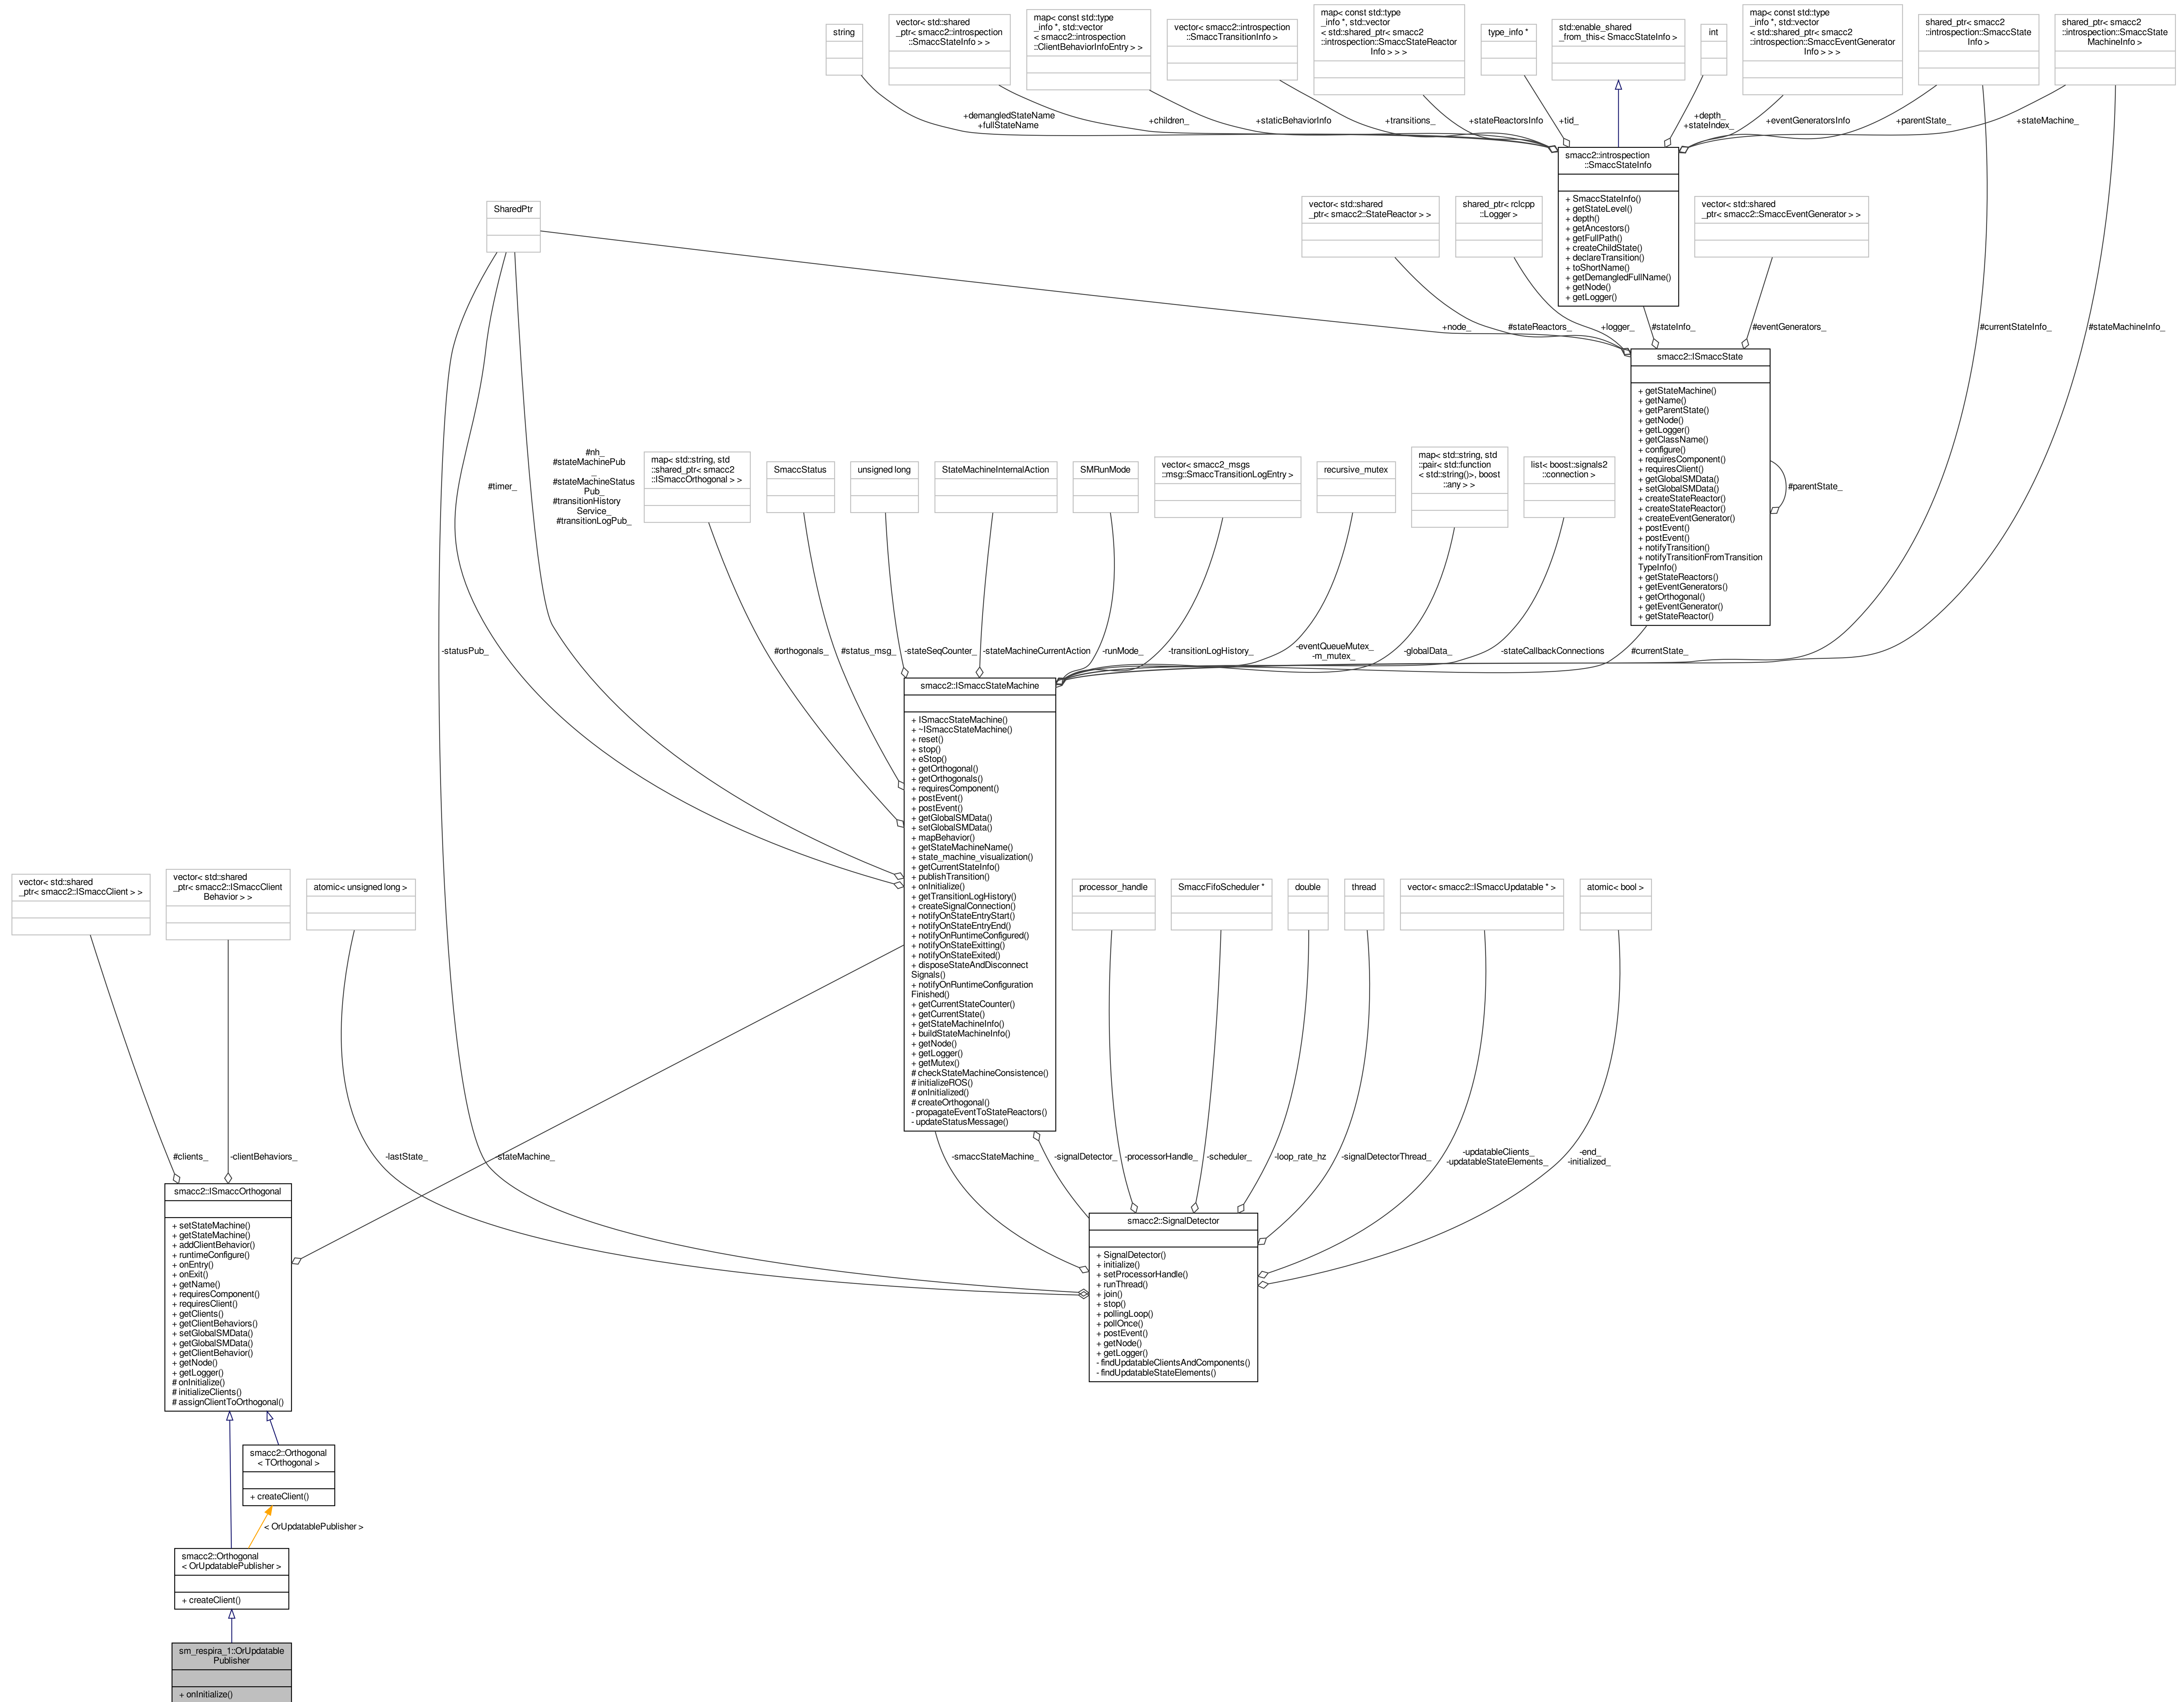 string
vector< std::shared
_ptr< smacc2::introspection
::SmaccStateInfo > >
map< const std::type
_info *, std::vector
< smacc2::introspection
::ClientBehaviorInfoEntry > >
vector< smacc2::introspection
::SmaccTransitionInfo >
map< const std::type
_info *, std::vector
< std::shared_ptr< smacc2
::introspection::SmaccStateReactor
Info > > >
type_info *
std::enable_shared
_from_this< SmaccStateInfo >
int
map< const std::type
_info *, std::vector
< std::shared_ptr< smacc2
::introspection::SmaccEventGenerator
Info > > >
shared_ptr< smacc2
::introspection::SmaccState
Info >
shared_ptr< smacc2
::introspection::SmaccState
MachineInfo >
+demangledStateName
+fullStateName
+children_
+staticBehaviorInfo
+transitions_
+stateReactorsInfo
+tid_
+depth_
+stateIndex_
+eventGeneratorsInfo
+parentState_
+stateMachine_
smacc2::introspection
::SmaccStateInfo
+ SmaccStateInfo()
+ getStateLevel()
+ depth()
+ getAncestors()
+ getFullPath()
+ createChildState()
+ declareTransition()
+ toShortName()
+ getDemangledFullName()
+ getNode()
+ getLogger()
SharedPtr
vector< std::shared
_ptr< smacc2::StateReactor > >
shared_ptr< rclcpp
::Logger >
vector< std::shared
_ptr< smacc2::SmaccEventGenerator > >
+node_
#stateReactors_
+logger_
#stateInfo_
#eventGenerators_
#currentStateInfo_
#stateMachineInfo_
smacc2::ISmaccState
+ getStateMachine()
+ getName()
+ getParentState()
+ getNode()
+ getLogger()
+ getClassName()
+ configure()
+ requiresComponent()
+ requiresClient()
+ getGlobalSMData()
+ setGlobalSMData()
+ createStateReactor()
+ createStateReactor()
+ createEventGenerator()
+ postEvent()
+ postEvent()
+ notifyTransition()
+ notifyTransitionFromTransition
TypeInfo()
+ getStateReactors()
+ getEventGenerators()
+ getOrthogonal()
+ getEventGenerator()
+ getStateReactor()
#parentState_
#timer_
#nh_
#stateMachinePub
_
#stateMachineStatus
Pub_
#transitionHistory
Service_
#transitionLogPub_
map< std::string, std
::shared_ptr< smacc2
::ISmaccOrthogonal > >
SmaccStatus
unsigned long
StateMachineInternalAction
SMRunMode
vector< smacc2_msgs
::msg::SmaccTransitionLogEntry >
recursive_mutex
map< std::string, std
::pair< std::function
< std::string()>, boost
::any > >
list< boost::signals2
::connection >
-statusPub_
#orthogonals_
#status_msg_
-stateSeqCounter_
-stateMachineCurrentAction
-runMode_
-transitionLogHistory_
-eventQueueMutex_
-m_mutex_
-globalData_
-stateCallbackConnections
#currentState_
smacc2::ISmaccStateMachine
+ ISmaccStateMachine()
+ ~ISmaccStateMachine()
+ reset()
+ stop()
+ eStop()
+ getOrthogonal()
+ getOrthogonals()
+ requiresComponent()
+ postEvent()
+ postEvent()
+ getGlobalSMData()
+ setGlobalSMData()
+ mapBehavior()
+ getStateMachineName()
+ state_machine_visualization()
+ getCurrentStateInfo()
+ publishTransition()
+ onInitialize()
+ getTransitionLogHistory()
+ createSignalConnection()
+ notifyOnStateEntryStart()
+ notifyOnStateEntryEnd()
+ notifyOnRuntimeConfigured()
+ notifyOnStateExitting()
+ notifyOnStateExited()
+ disposeStateAndDisconnect
Signals()
+ notifyOnRuntimeConfiguration
Finished()
+ getCurrentStateCounter()
+ getCurrentState()
+ getStateMachineInfo()
+ buildStateMachineInfo()
+ getNode()
+ getLogger()
+ getMutex()
# checkStateMachineConsistence()
# initializeROS()
# onInitialized()
# createOrthogonal()
- propagateEventToStateReactors()
- updateStatusMessage()
vector< std::shared
_ptr< smacc2::ISmaccClient > >
vector< std::shared
_ptr< smacc2::ISmaccClient
Behavior > >
atomic< unsigned long >
processor_handle
SmaccFifoScheduler *
double
thread
vector< smacc2::ISmaccUpdatable * >
atomic< bool >
#clients_
-clientBehaviors_
-lastState_
-stateMachine_
-smaccStateMachine_
-signalDetector_
-processorHandle_
-scheduler_
-loop_rate_hz
-signalDetectorThread_
-updatableClients_
-updatableStateElements_
-end_
-initialized_
smacc2::ISmaccOrthogonal
+ setStateMachine()
+ getStateMachine()
+ addClientBehavior()
+ runtimeConfigure()
+ onEntry()
+ onExit()
+ getName()
+ requiresComponent()
+ requiresClient()
+ getClients()
+ getClientBehaviors()
+ setGlobalSMData()
+ getGlobalSMData()
+ getClientBehavior()
+ getNode()
+ getLogger()
# onInitialize()
# initializeClients()
# assignClientToOrthogonal()
smacc2::SignalDetector
+ SignalDetector()
+ initialize()
+ setProcessorHandle()
+ runThread()
+ join()
+ stop()
+ pollingLoop()
+ pollOnce()
+ postEvent()
+ getNode()
+ getLogger()
- findUpdatableClientsAndComponents()
- findUpdatableStateElements()
smacc2::Orthogonal
< TOrthogonal >
+ createClient()
< OrUpdatablePublisher >
smacc2::Orthogonal
< OrUpdatablePublisher >
+ createClient()
sm_respira_1::OrUpdatable
Publisher
+ onInitialize()